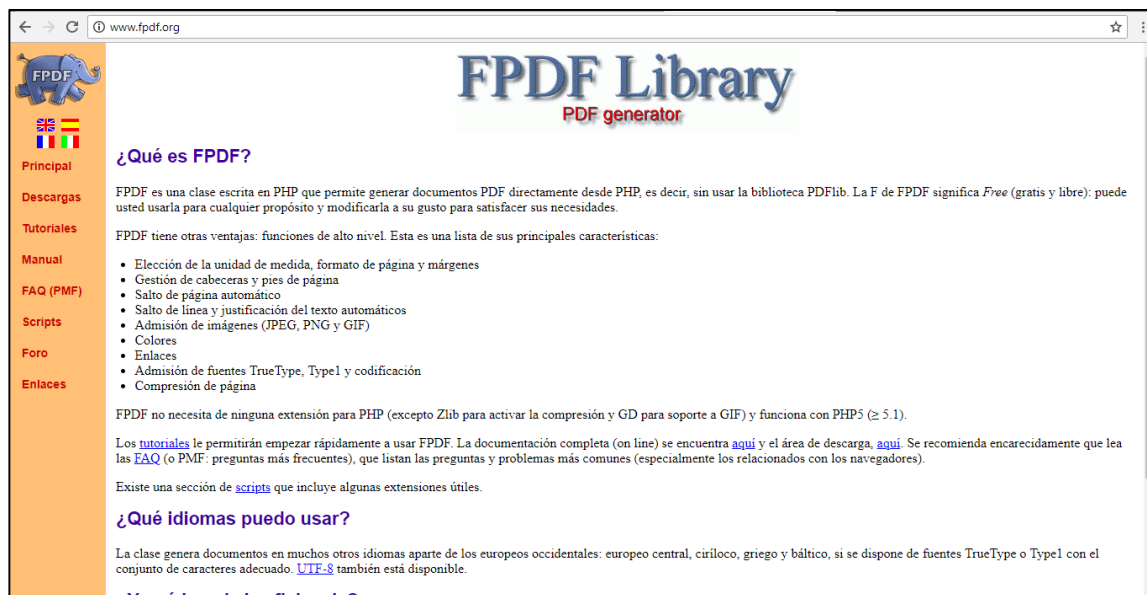 www.fpdf.org
FPDF
FPDF Library
PDF generator
Principal
Descargas
Tutoriales
Manual
FAQ (PMF)
Scripts
Foro
Enlaces
¿Qué es FPDF?
FPDF es una clase escrita en PHP que permite generar documentos PDF directamente desde PHP, es decir, sin usar la biblioteca PDFlib. La F de FPDF significa Free (gratis y libre): puede
usted usarla para cualquier propósito y modificarla a su gusto para satisfacer sus necesidades.
FPDF tiene otras ventajas: funciones de alto nivel. Esta es una lista de sus principales características:
• Elección de la unidad de medida, formato de página y márgenes
• Gestión de cabeceras y pies de página
• Salto de página automático
• Salto de línea y justificación del texto automáticos
• Admisión de imágenes (JPEG, PNG y GIF)
• Colores
• Enlaces
• Admisión de fuentes TrueType, Type1 y codificación
• Compresión de página
FPDF no necesita de ninguna extensión para PHP (excepto Zlib para activar la compresión y GD para soporte a GIF) y funciona con PHP5 (≥ 5.1).
Los tutoriales le permitirán empezar rápidamente a usar FPDF. La documentación completa (on line) se encuentra aquí y el área de descarga, aquí. Se recomienda encarecidamente que lea
las FAQ (o PMF: preguntas más frecuentes), que listan las preguntas y problemas más comunes (especialmente los relacionados con los navegadores).
Existe una sección de scripts que incluye algunas extensiones útiles.
¿Qué idiomas puedo usar?
La clase genera documentos en muchos otros idiomas aparte de los europeos occidentales: europeo central, cirílico, griego y báltico, si se dispone de fuentes TrueType o Type1 con el
conjunto de caracteres adecuado. UTF-8 también está disponible.